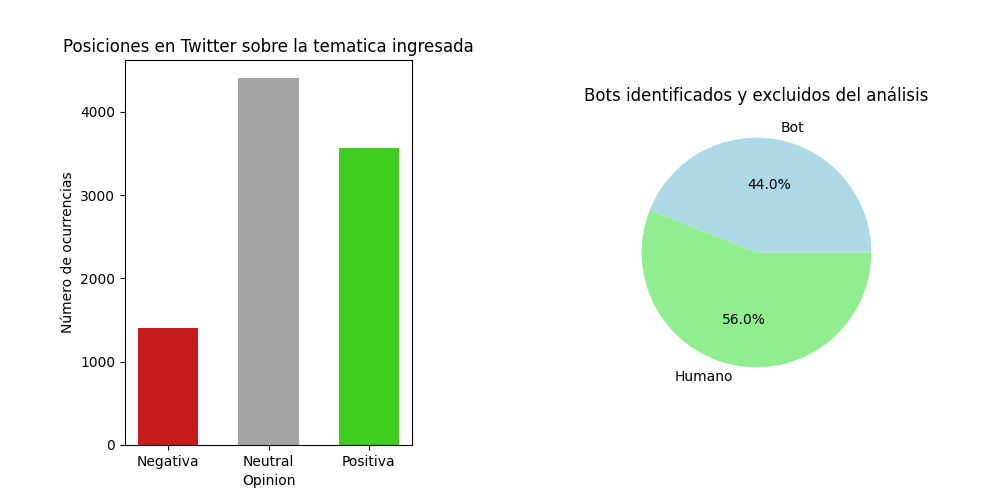 Posiciones en Twitter sobre la tematica ingresada
Número de ocurrencias
4000
3000
2000
1000
0
Negativa
Neutral
Positiva
Opinion
Bots identificados y excluidos del análisis
Bot
44.0%
56.0%
Humano